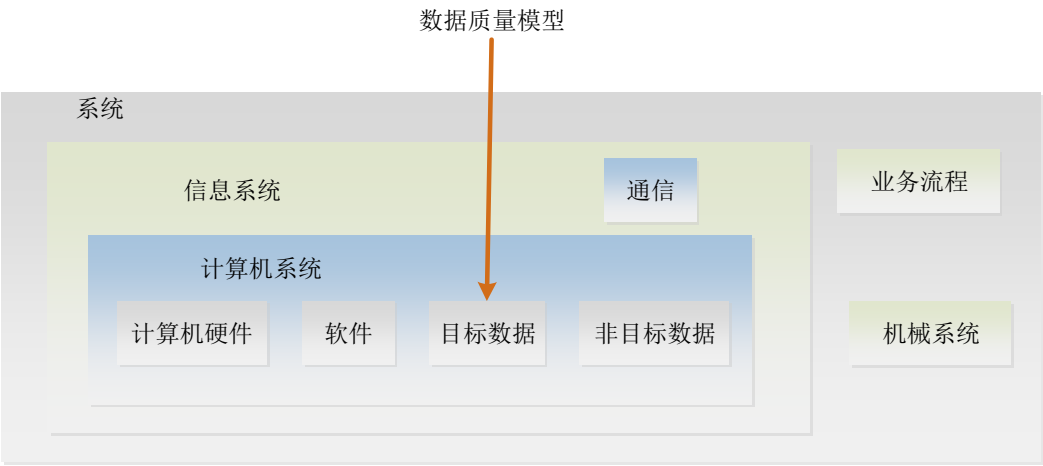 数据质量模型
系统
信息系统
通信
业务流程
计算机系统
计算机硬件
软件
目标数据
非目标数据
机械系统